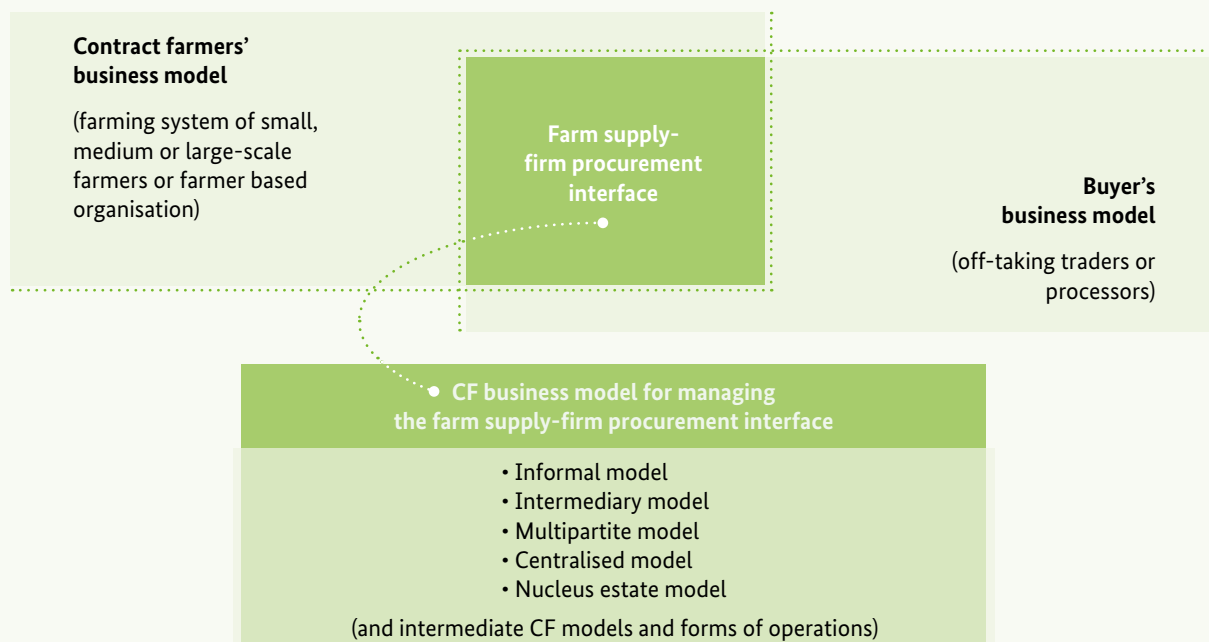 Contract farmers’
business model
(farming system of small,
medium or large-scale
farmers or farmer based
organisation)
Farm supply-
firm procurement
interface
Buyer’s
business model
(off-taking traders or
processors)
CF business model for managing
the farm supply-firm procurement interface
• Informal model
• Intermediary model
• Multipartite model
• Centralised model
• Nucleus estate model
(and intermediate CF models and forms of operations)